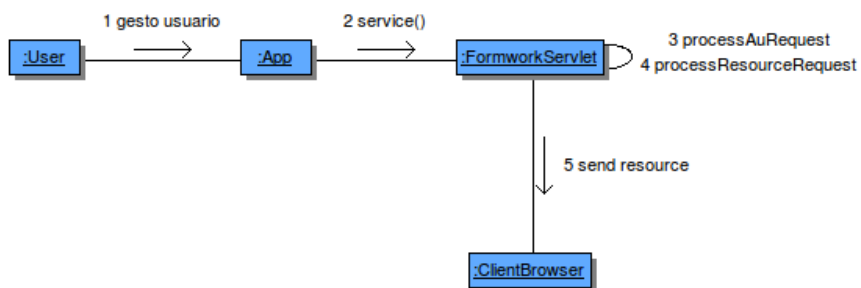 1 gesto usuario
2 service()
3 processAuRequest
:User
:App
:FormworkServlet
4 processResourceRequest
5 send resource
:ClientBrowser